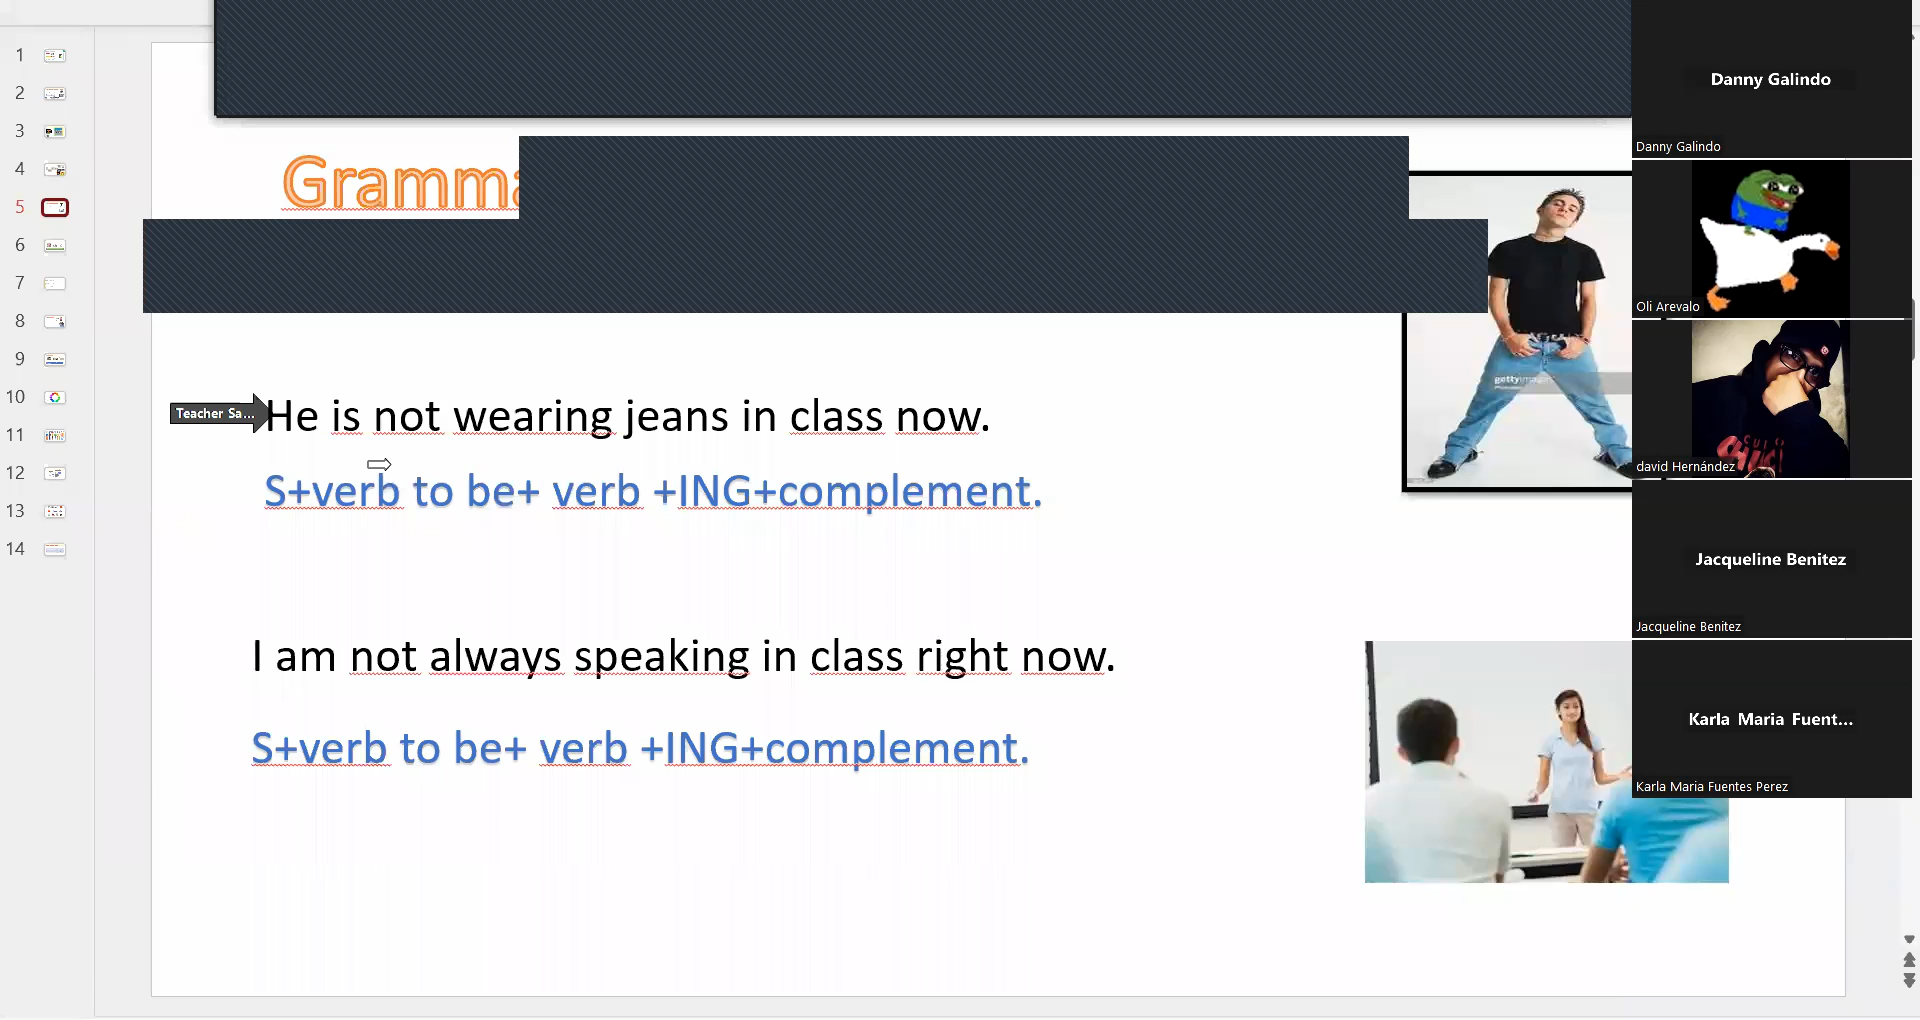 1
2
3
4
5
6
7
8
9
10
11
12
13
14
Gramma
Teacher Sa...
He is not wearing jeans in class now.
S+verb to be+ verb +ING+complement.
I am not always speaking in class right now.
S+verb to be+ verb +ING+complement.
gettyimages
Danny Galindo
Danny Galindo
Oli Arevalo
david Hernández
Jacqueline Benitez
Jacqueline Benitez
Karla Maria Fuent...
Karla Maria Fuentes Perez